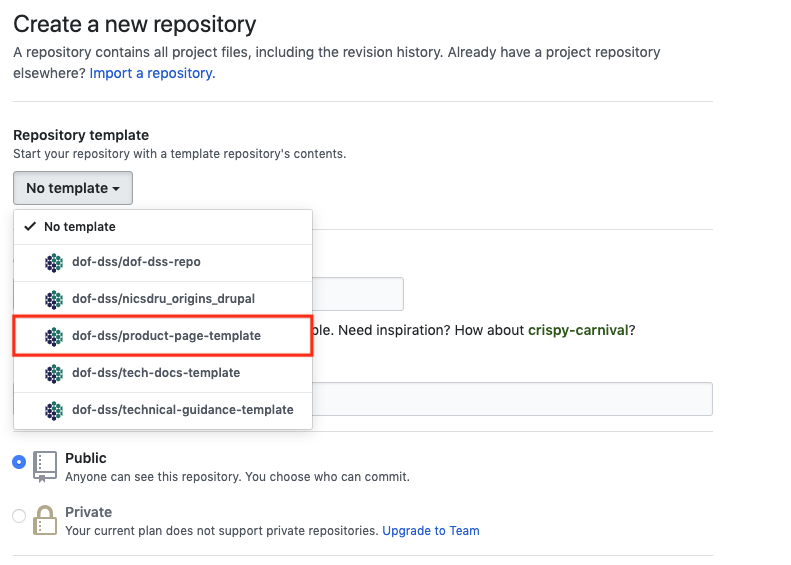 Create a new repository
A repository contains all project files, including the revision history. Already have a project repository
elsewhere? Import a repository.
Repository template
Start your repository with a template repository's contents.
No template
No template
dof-dss/dof-dss-repo
dof-dss/nicsdru_origins_drupal
dof-dss/product-page-template
Need inspiration? How about crispy-carnival?
dof-dss/tech-docs-template
dof-dss/technical-guidance-template
Public
Anyone can see this repository. You choose who can commit.
Private
Your current plan does not support private repositories. Upgrade to Team